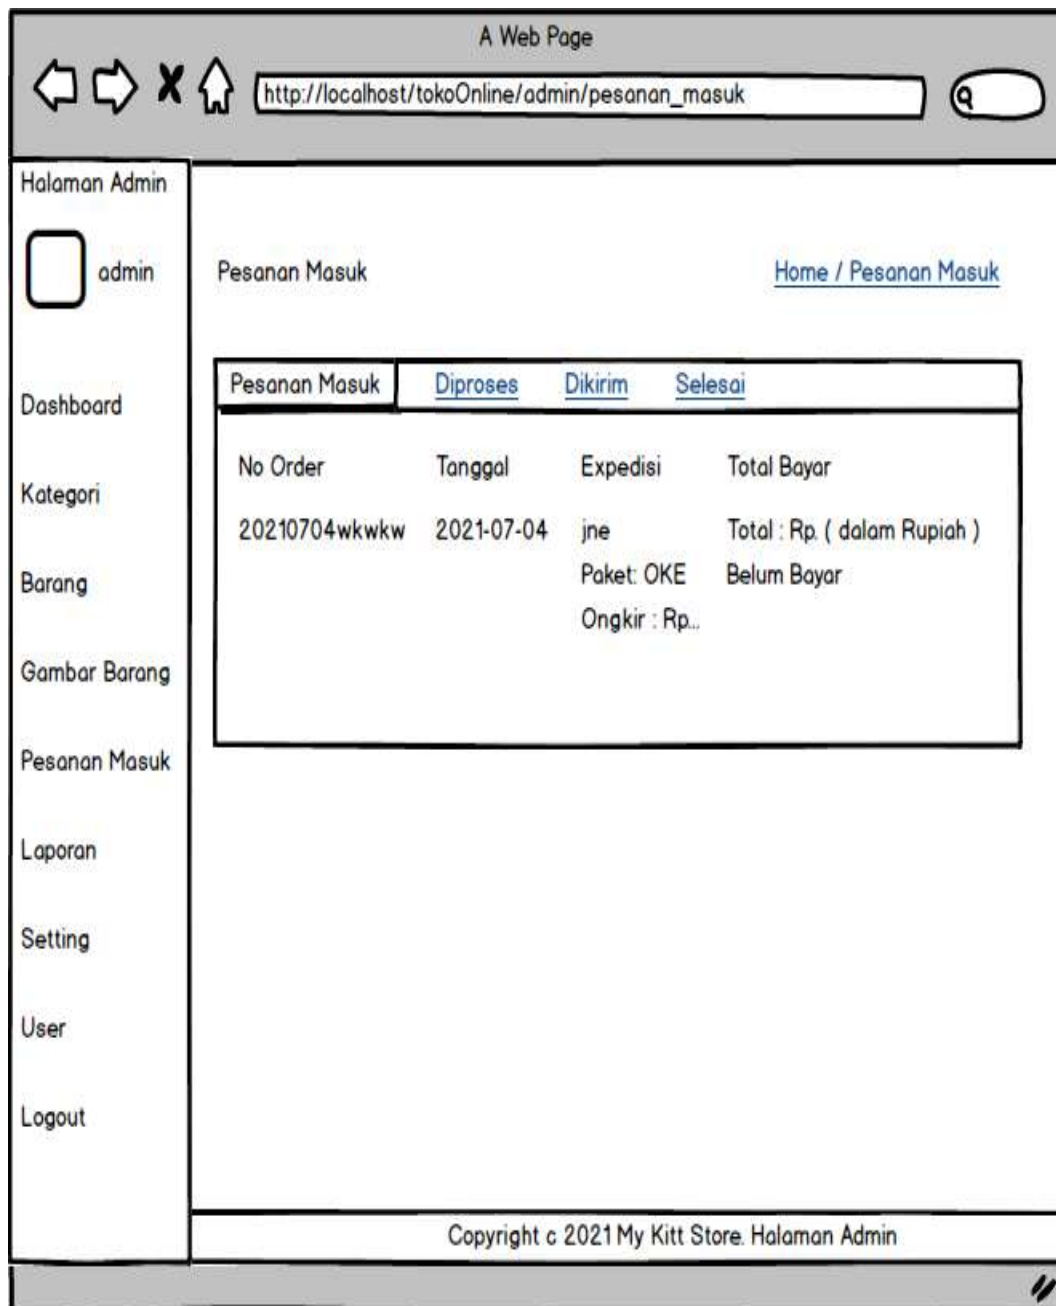 A Web Page
http://localhost/tokoOnline/admin/pesanan_masuk
Halaman Admin
admin
Dashboard
Kategori
Barang
Gambar Barang
Pesanan Masuk
Laporan
Setting
User
Logout
Pesanan Masuk
Home / Pesanan Masuk
Pesanan Masuk Diproses Dikirim Selesai
No Order Tanggal Expedisi Total Bayar
20210704wkwkw 2021-07-04 jne Total : Rp. ( dalam Rupiah )
Paket: OKE Belum Bayar
Ongkir : Rp...
Copyright c 2021 My Kitt Store. Halaman Admin